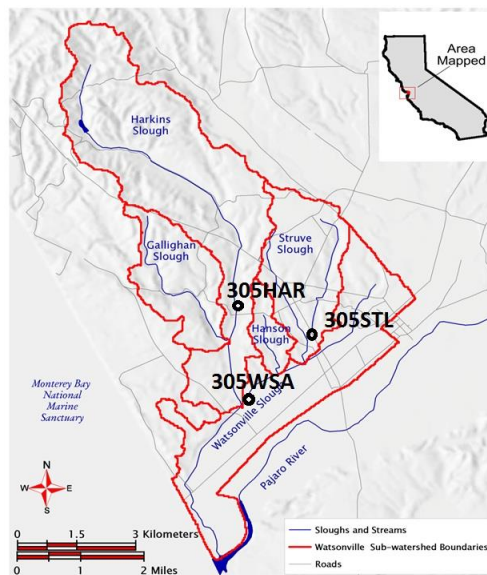 Area
Mapped
Harkins
Slough
Gallighan
Slough
Struve
Slough
305HAR
Hanson
Slough
305STL
305WSA
Watsonville Slough
Monterey Bay
National
Marine
Sanctuary
Pajaro River
N
W
E
S
0 1.5 3 Kilometers
0 1 2 Miles
Sloughs and Streams
Watsonville Sub-watershed Boundaries
Roads